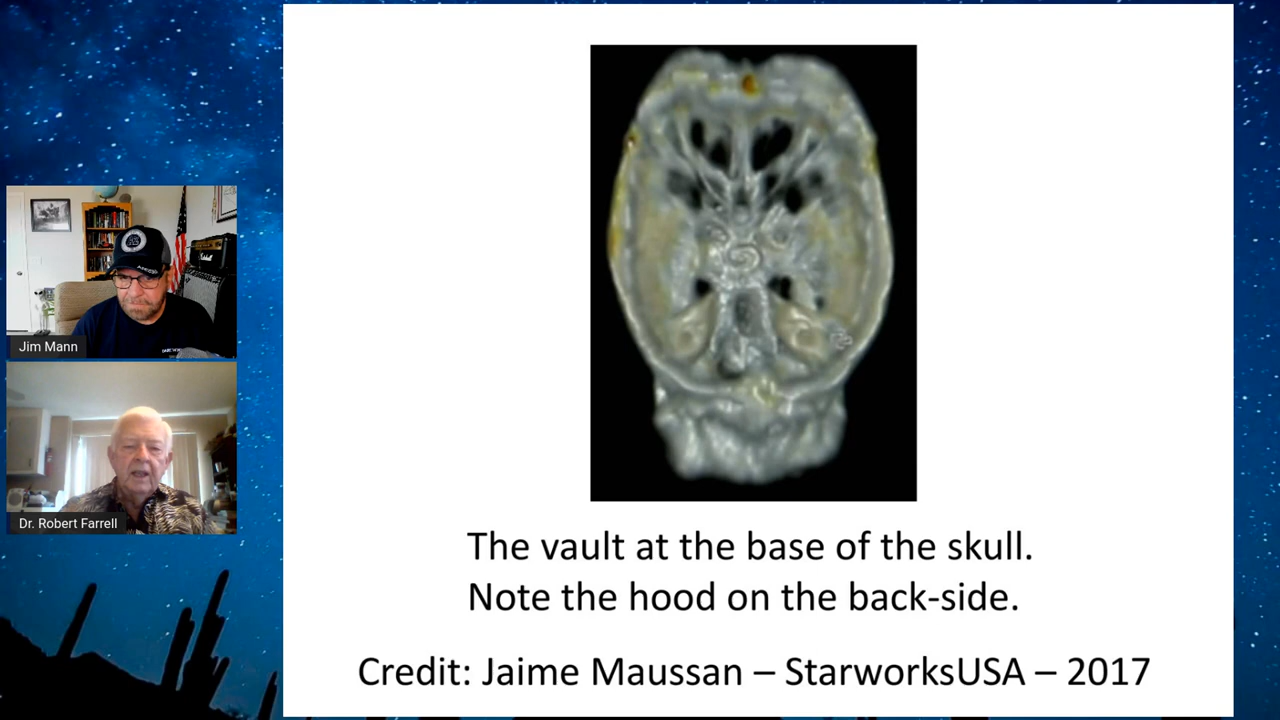 Jim Mann
Dr. Robert Farrell
The vault at the base of the skull.
Note the hood on the back-side.
Credit: Jaime Maussan – StarworksUSA – 2017